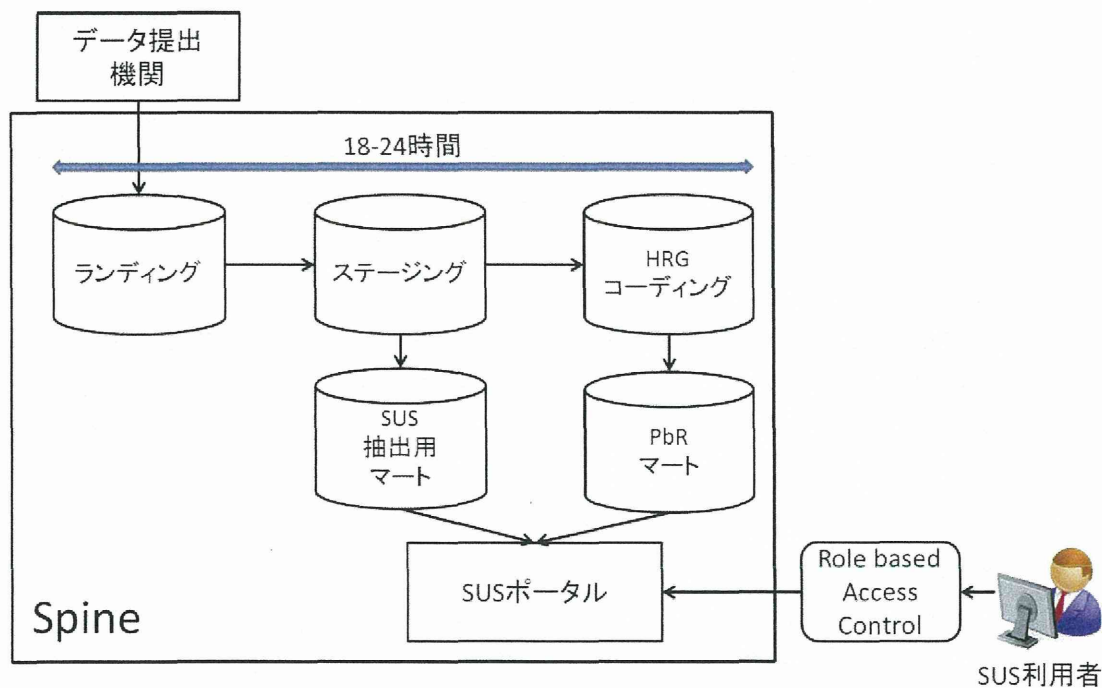 データ提出
機関
18-24時間
ランディング
ステージング
HRG
コーディング
SUS
抽出用
マート
PbR
マート
SUSポータル
Role based
Access
Control
Spine
SUS利用者